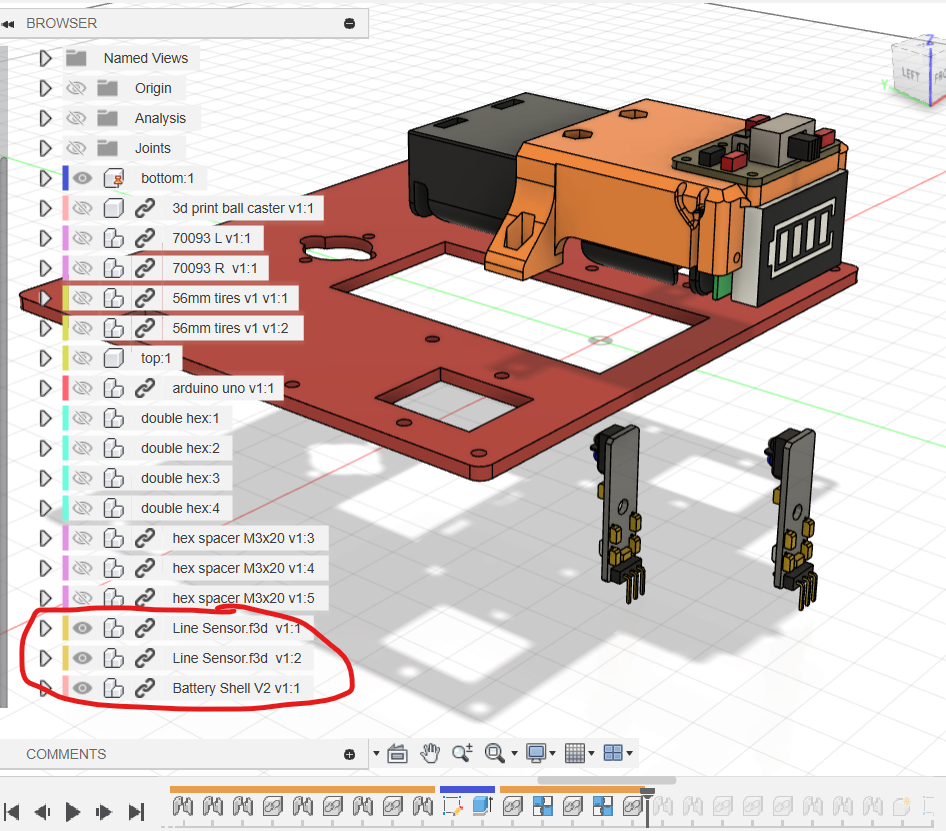 BROWSER
Named Views
Origin
Analysis
Joints
bottom:1
3d print ball caster v1:1
70093 L v1:1
70093 R v1:1
56mm tires v1 v1:1
56mm tires v1 v1:2
top:1
arduino uno v1:1
double hex:1
double hex:2
double hex:3
double hex:4
hex spacer M3x20 v1:3
hex spacer M3x20 v1:4
hex spacer M3x20 v1:5
Line Sensor.f3d v1:1
Line Sensor.f3d v1:2
Battery Shell V2 v1:1
COMMENTS
Z
LEFT
FRO
Y